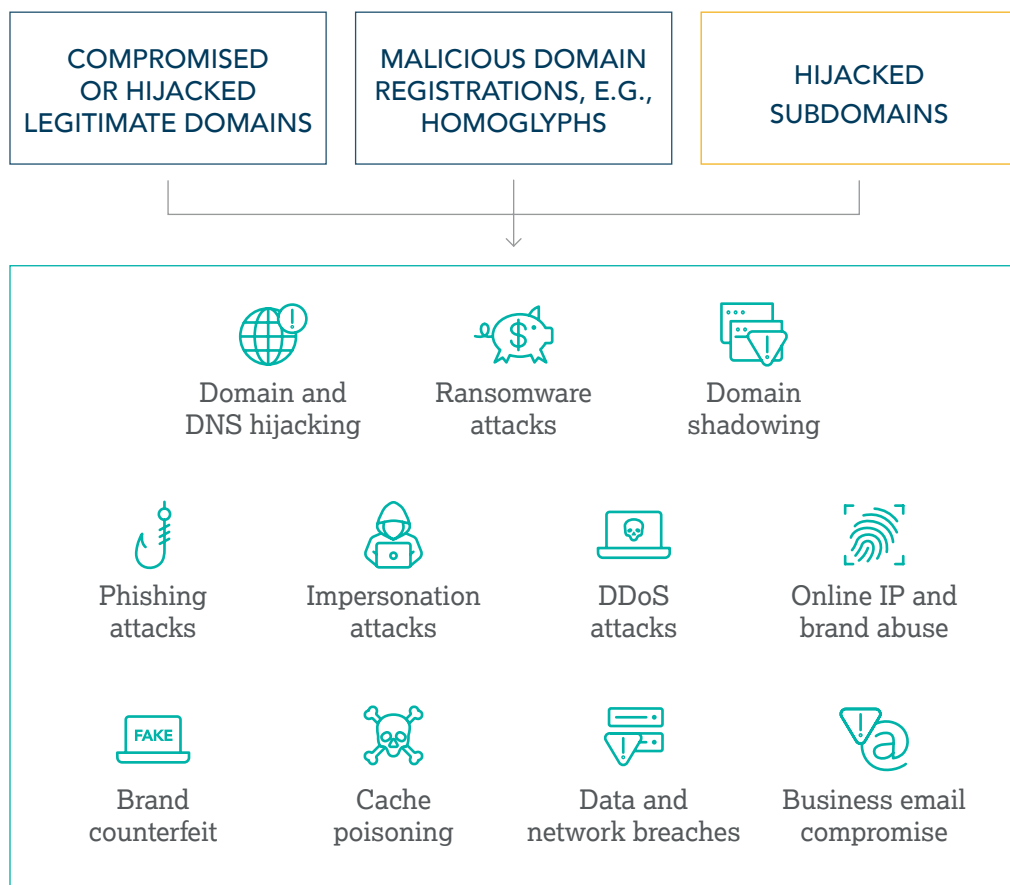 COMPROMISED
OR HIJACKED
LEGITIMATE DOMAINS
MALICIOUS DOMAIN
REGISTRATIONS, E.G.,
HOMOGLYPHS
HIJACKED
SUBDOMAINS
Domain and
DNS hijacking
Ransomware
attacks
Domain
shadowing
Phishing
attacks
Impersonation
attacks
DDoS
attacks
Online IP and
brand abuse
FAKE
Brand
counterfeit
Cache
poisoning
Data and
network breaches
Business email
compromise